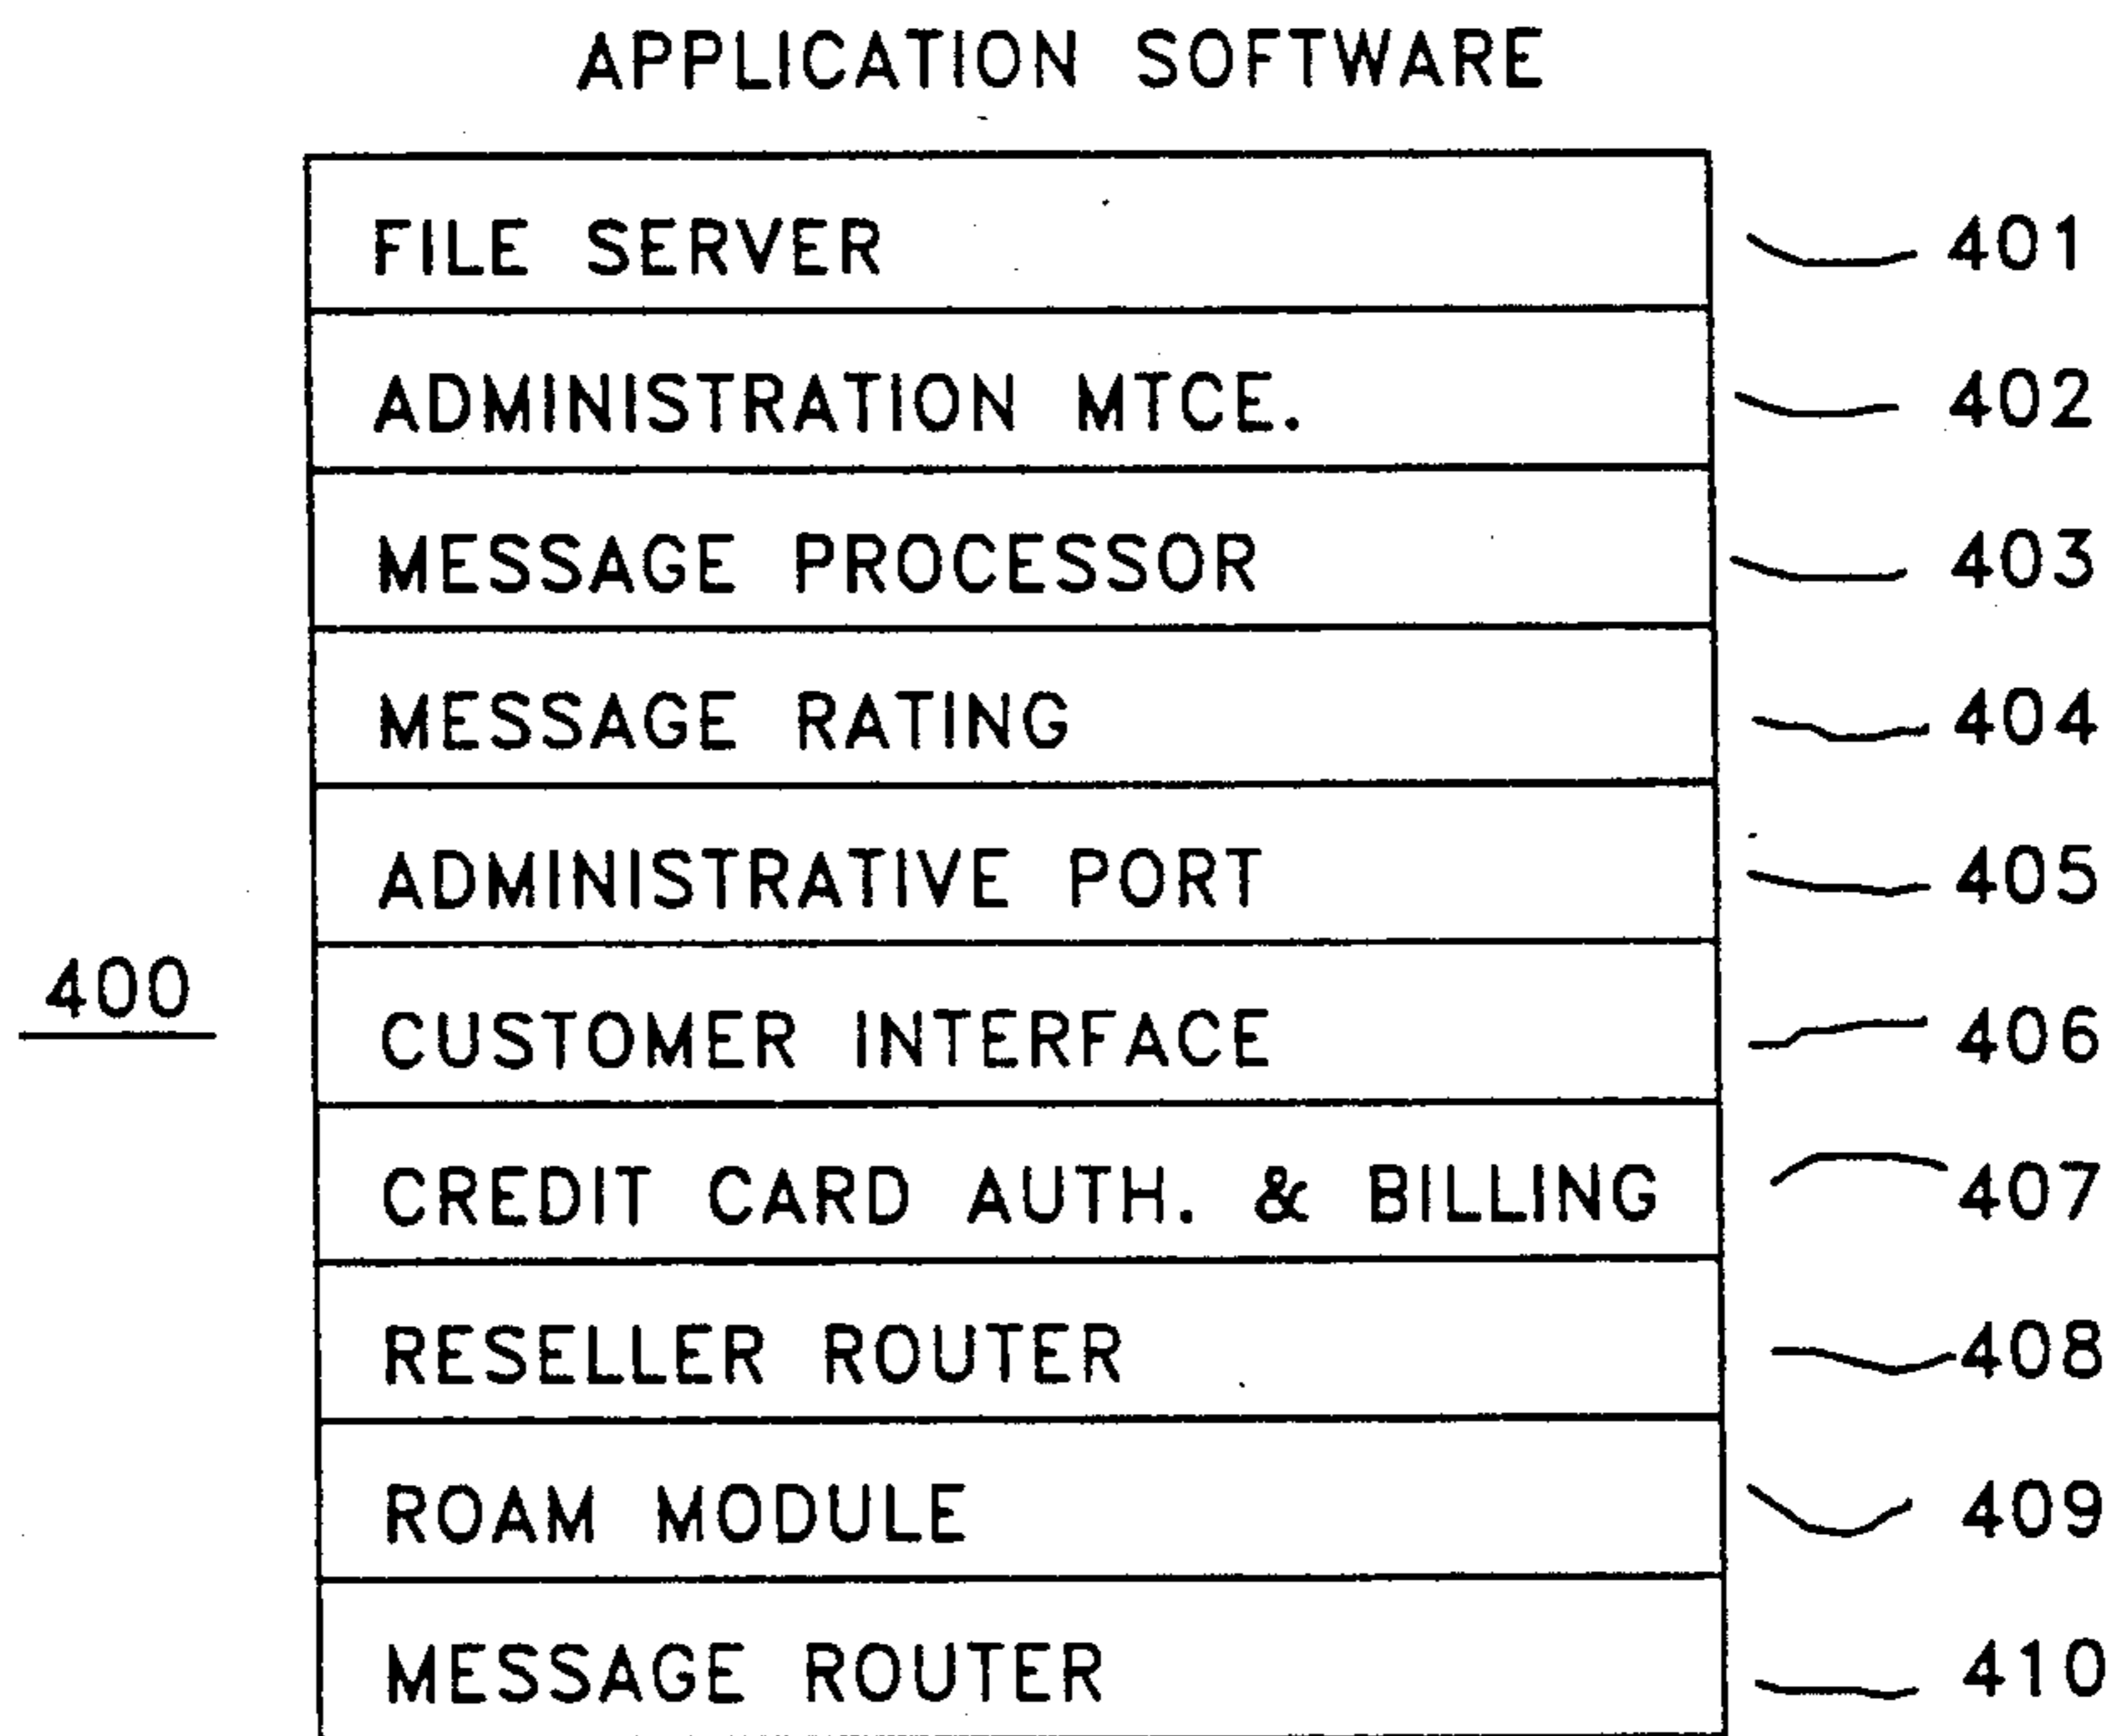 APPLICATION SOFTWARE
FILE SERVER 401
ADMINISTRATION MTCE. 402
MESSAGE PROCESSOR 403
MESSAGE RATING 404
ADMINISTRATIVE PORT 405
400
CUSTOMER INTERFACE 406
CREDIT CARD AUTH. & BILLING 407
RESELLER ROUTER 408
ROAM MODULE 409
MESSAGE ROUTER 410